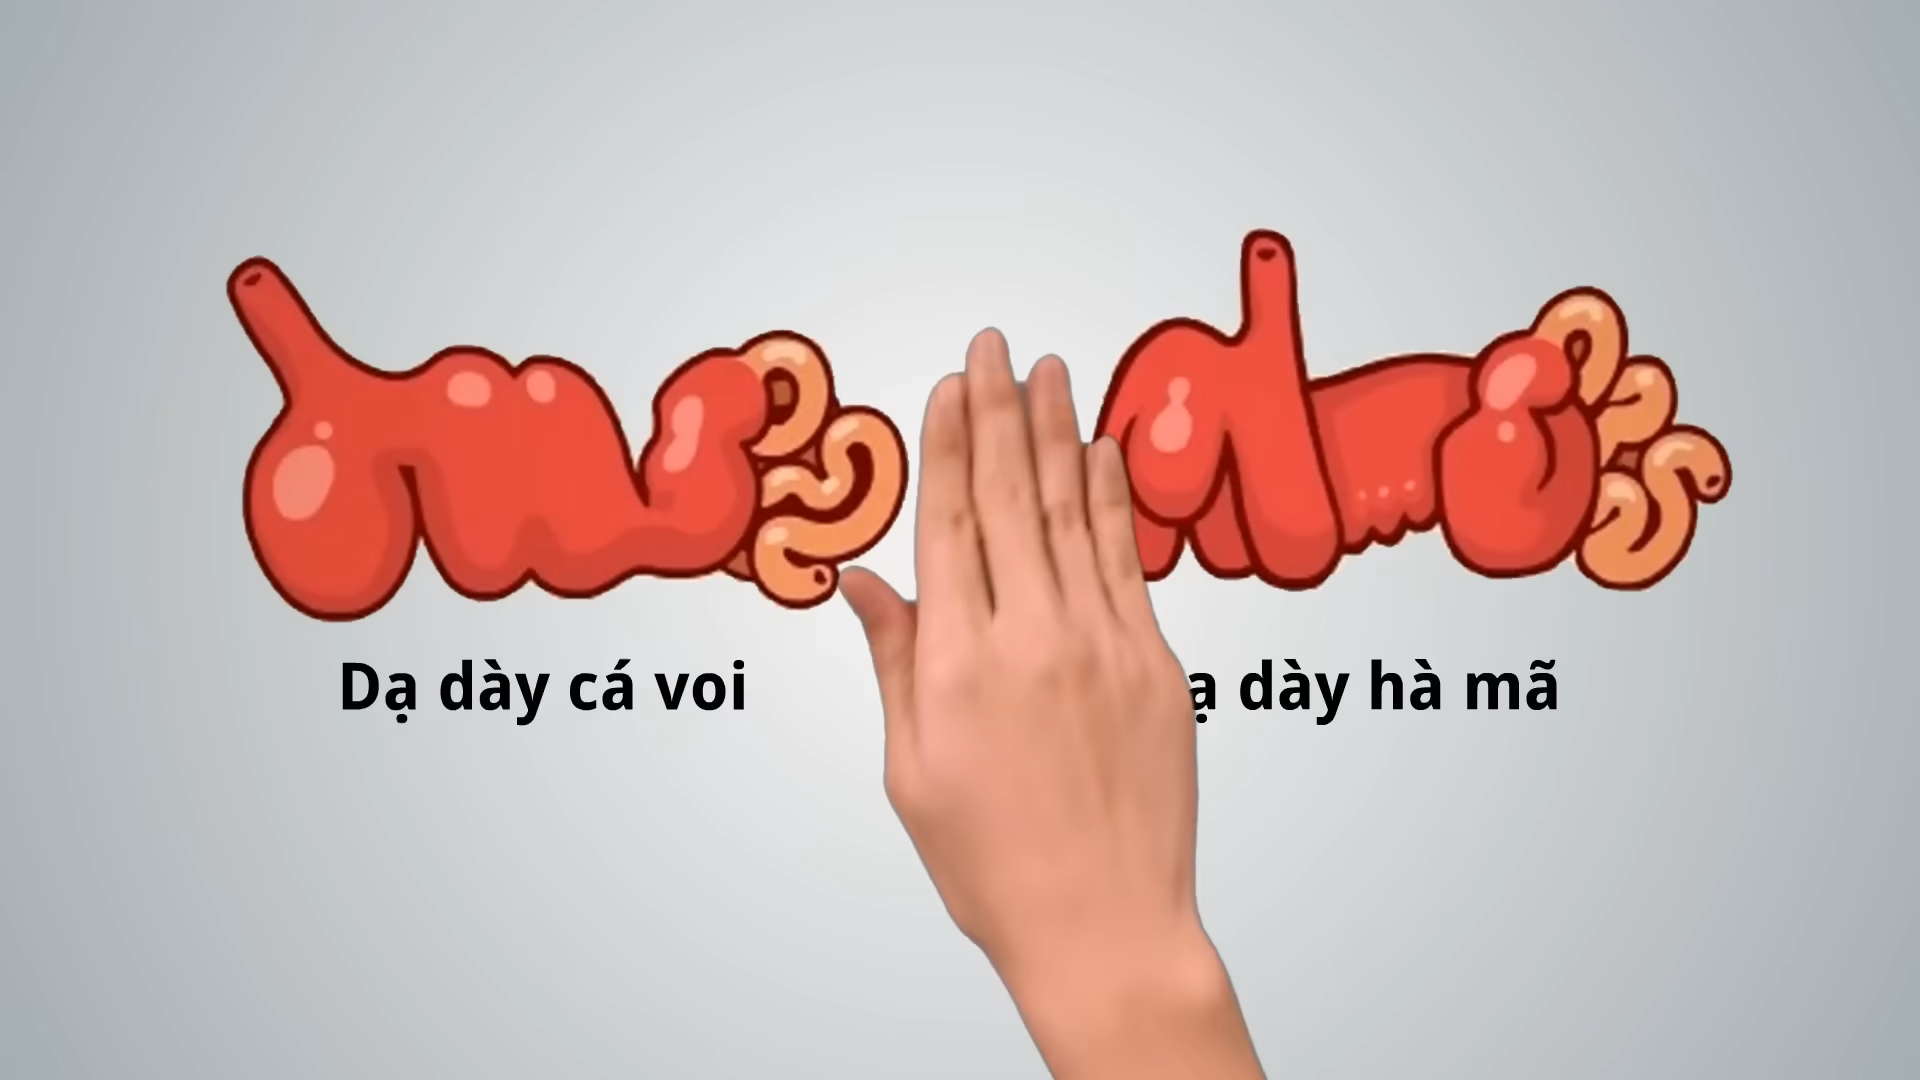 Dạ dày cá voi
dày hà mã